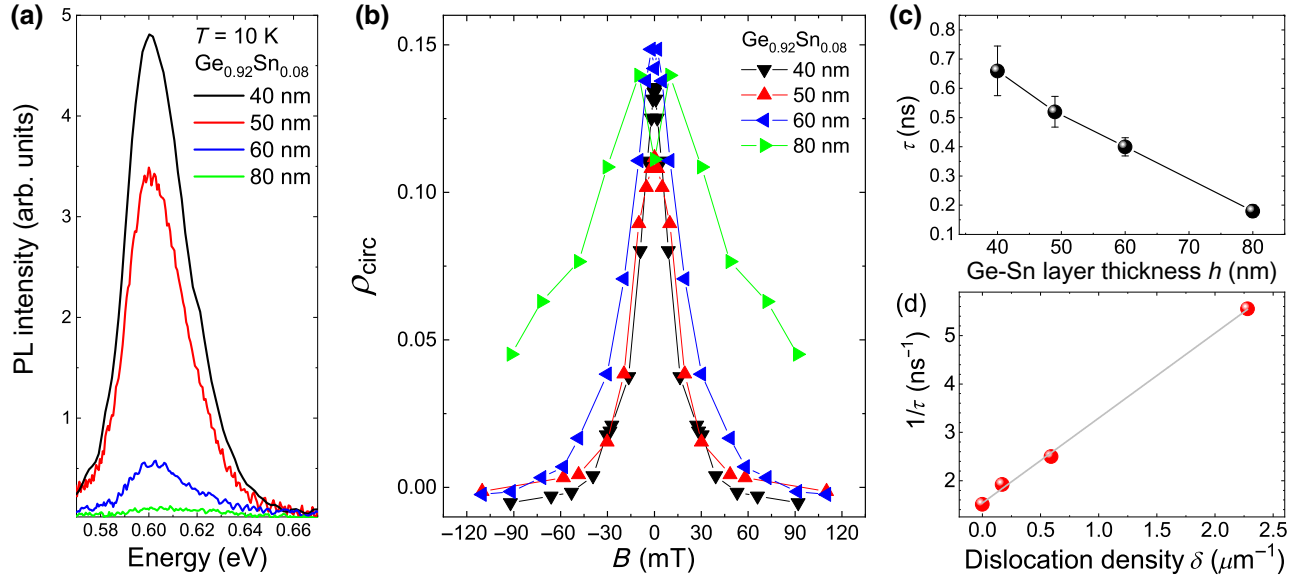 (a)
T = 10 K
Ge0.92Sn0.08
40 nm
50 nm
60 nm
80 nm
5
4
3
2
1
PL intensity (arb. units)
0.58 0.60 0.62 0.64 0.66
Energy (eV)
(b)
0.15
0.10
0.05
0.00
ρcirc
Ge0.92Sn0.08
40 nm
50 nm
60 nm
80 nm
−120 −90 −60 −30 0 30 60 90 120
B (mT)
(c)
0.8
0.7
0.6
0.5
0.4
0.3
0.2
0.1
τ (ns)
40 50 60 70 80
Ge-Sn layer thickness h (nm)
(d)
5
4
3
2
1/τ (ns⁻¹)
0.0 0.5 1.0 1.5 2.0 2.5
Dislocation density δ (μm⁻¹)